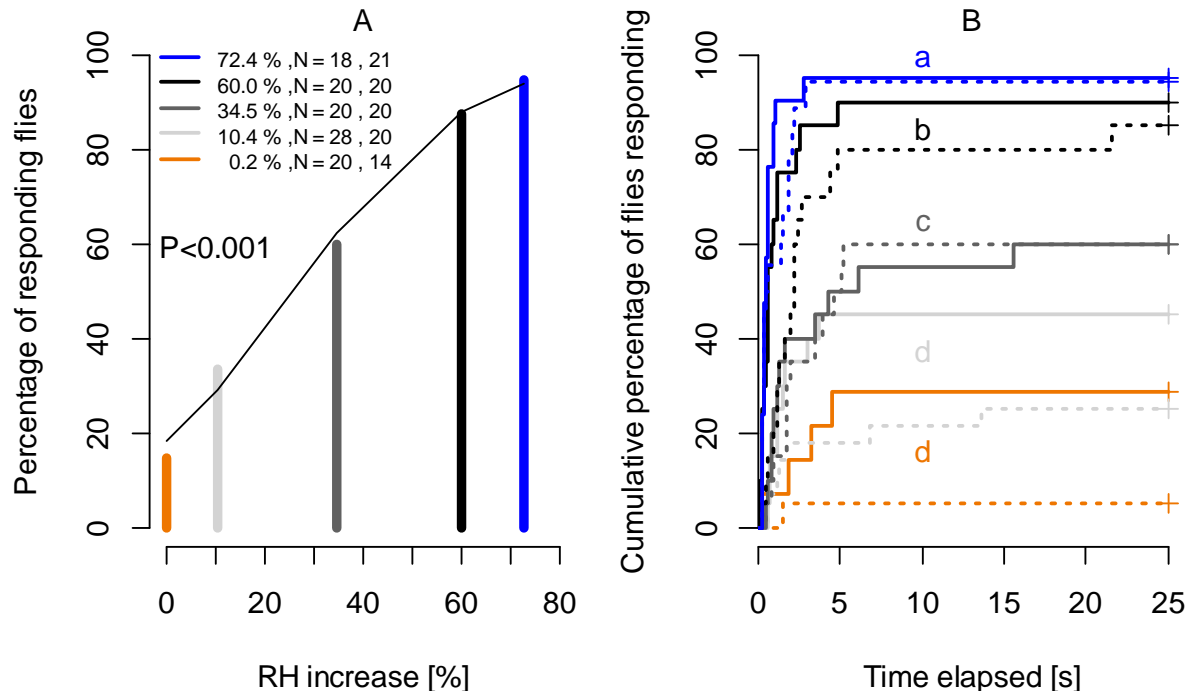 A
Percentage of responding flies
100
80
60
40
20
0
72.4 % ,N = 18 , 21
60.0 % ,N = 20 , 20
34.5 % ,N = 20 , 20
10.4 % ,N = 28 , 20
0.2 % ,N = 20 , 14
P<0.001
0 20 40 60 80
RH increase [%]
B
Cumulative percentage of flies responding
100
80
60
40
20
0
a
b
c
d
d
0 5 10 15 20 25
Time elapsed [s]